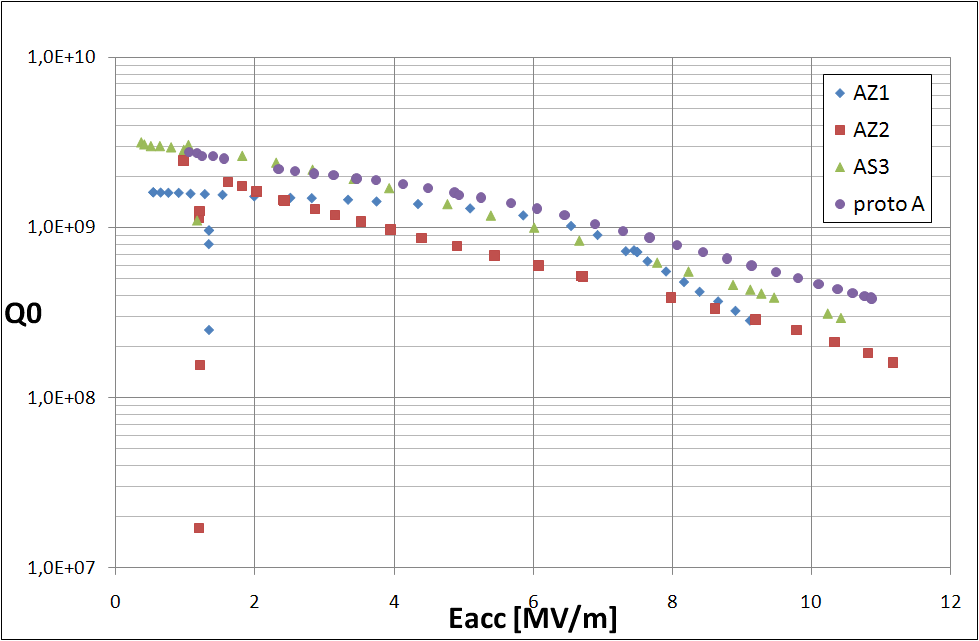 1,0E+10
1,0E+09
1,0E+08
1,0E+07
Q0
0 2 4 6 8 10 12
Eacc [MV/m]
AZ1
AZ2
AS3
proto A